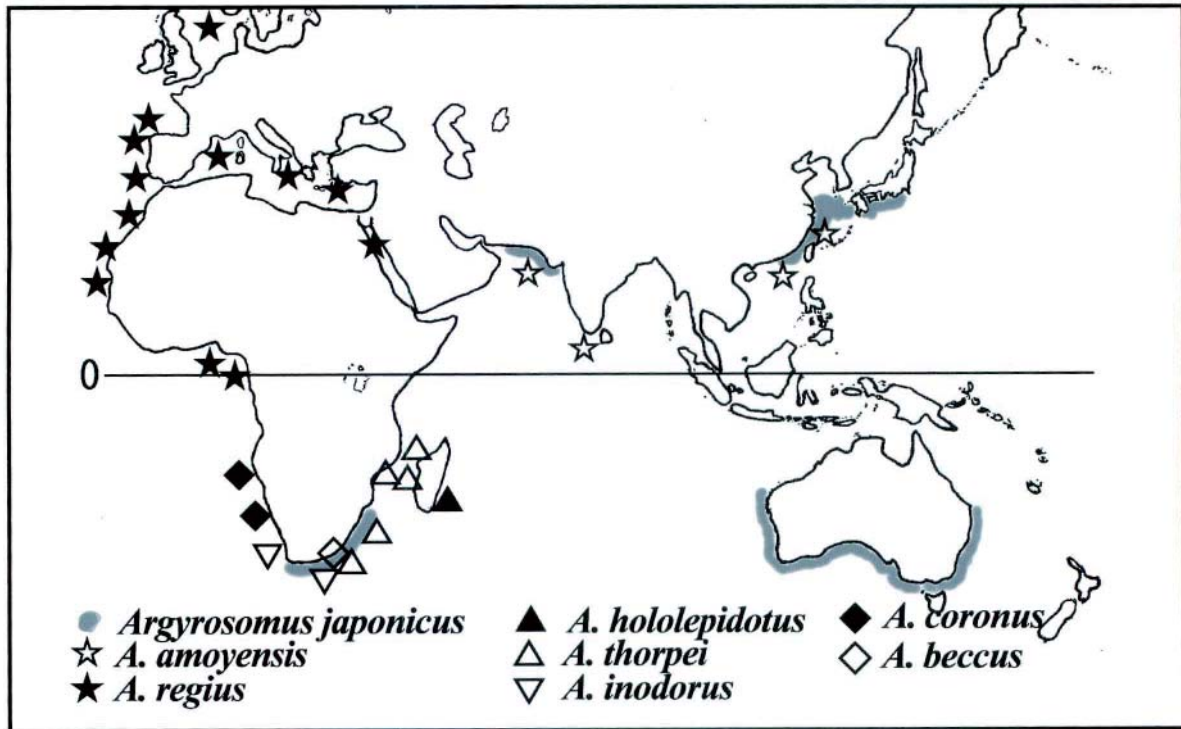 0
Argyrosomus japonicus
A. amoyensis
A. regius
A. hololepidotus
A. thorpei
A. inodorus
A. coronus
A. beccus